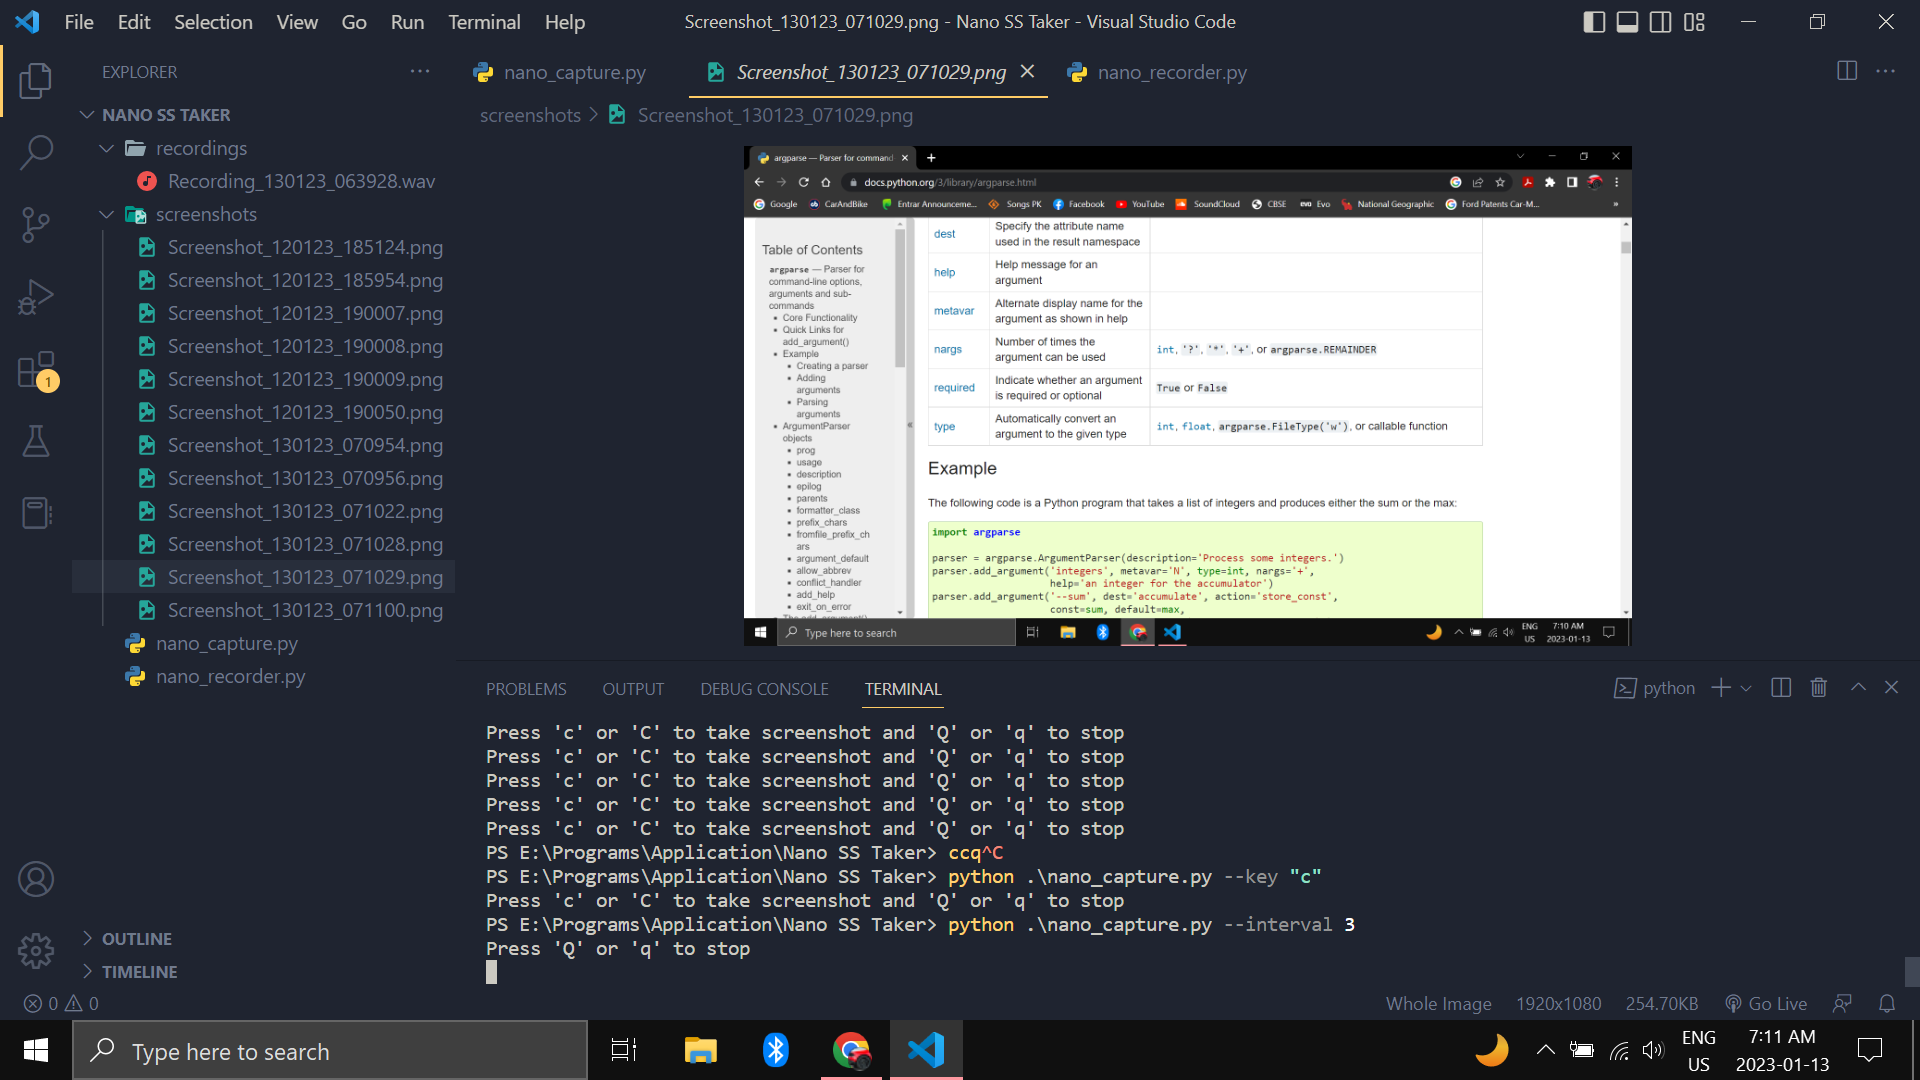 File Edit Selection View Go Run Terminal Help
Screenshot_130123_071029.png - Nano SS Taker - Visual Studio Code
EXPLORER
NANO SS TAKER
recordings
Recording_130123_063928.wav
screenshots
Screenshot_120123_185124.png
Screenshot_120123_185954.png
Screenshot_120123_190007.png
Screenshot_120123_190008.png
Screenshot_120123_190009.png
Screenshot_120123_190050.png
Screenshot_130123_070954.png
Screenshot_130123_070956.png
Screenshot_130123_071022.png
Screenshot_130123_071028.png
Screenshot_130123_071029.png
Screenshot_130123_071100.png
nano_capture.py
nano_recorder.py
1
OUTLINE
TIMELINE
nano_capture.py
Screenshot_130123_071029.png
nano_recorder.py
screenshots > Screenshot_130123_071029.png
argparse — Parser for command
docs.python.org/3/library/argparse.html
Google CarAndBike Entrar Announceme... Songs PK Facebook YouTube SoundCloud CBSE evo Evo National Geographic Ford Patents Car-M... »
Table of Contents
argparse — Parser for
command-line options,
arguments and sub-
commands
Core Functionality
Quick Links for
add_argument()
Example
Creating a parser
Adding
arguments
Parsing
arguments
ArgumentParser
objects
prog
usage
description
epilog
parents
formatter_class
prefix_chars
fromfile_prefix_ch
ars
argument_default
allow_abbrev
conflict_handler
add_help
exit_on_error
The add_argument()
«
dest Specify the attribute name
used in the result namespace
help Help message for an
argument
metavar Alternate display name for the
argument as shown in help
nargs Number of times the
argument can be used int, '?', '*', '+', or argparse.REMAINDER
required Indicate whether an argument
is required or optional True or False
type Automatically convert an
argument to the given type int, float, argparse.FileType('w'), or callable function
Example
The following code is a Python program that takes a list of integers and produces either the sum or the max:
import argparse
parser = argparse.ArgumentParser(description='Process some integers.')
parser.add_argument('integers', metavar='N', type=int, nargs='+',
help='an integer for the accumulator')
parser.add_argument('--sum', dest='accumulate', action='store_const',
const=sum, default=max,
Type here to search
ENG
US
7:10 AM
2023-01-13
PROBLEMS OUTPUT DEBUG CONSOLE TERMINAL
python
Press 'c' or 'C' to take screenshot and 'Q' or 'q' to stop
Press 'c' or 'C' to take screenshot and 'Q' or 'q' to stop
Press 'c' or 'C' to take screenshot and 'Q' or 'q' to stop
Press 'c' or 'C' to take screenshot and 'Q' or 'q' to stop
Press 'c' or 'C' to take screenshot and 'Q' or 'q' to stop
PS E:\Programs\Application\Nano SS Taker> ccq^C
PS E:\Programs\Application\Nano SS Taker> python .\nano_capture.py --key "c"
Press 'c' or 'C' to take screenshot and 'Q' or 'q' to stop
PS E:\Programs\Application\Nano SS Taker> python .\nano_capture.py --interval 3
Press 'Q' or 'q' to stop
0 0
Whole Image 1920x1080 254.70KB Go Live
Type here to search
ENG
US
7:11 AM
2023-01-13